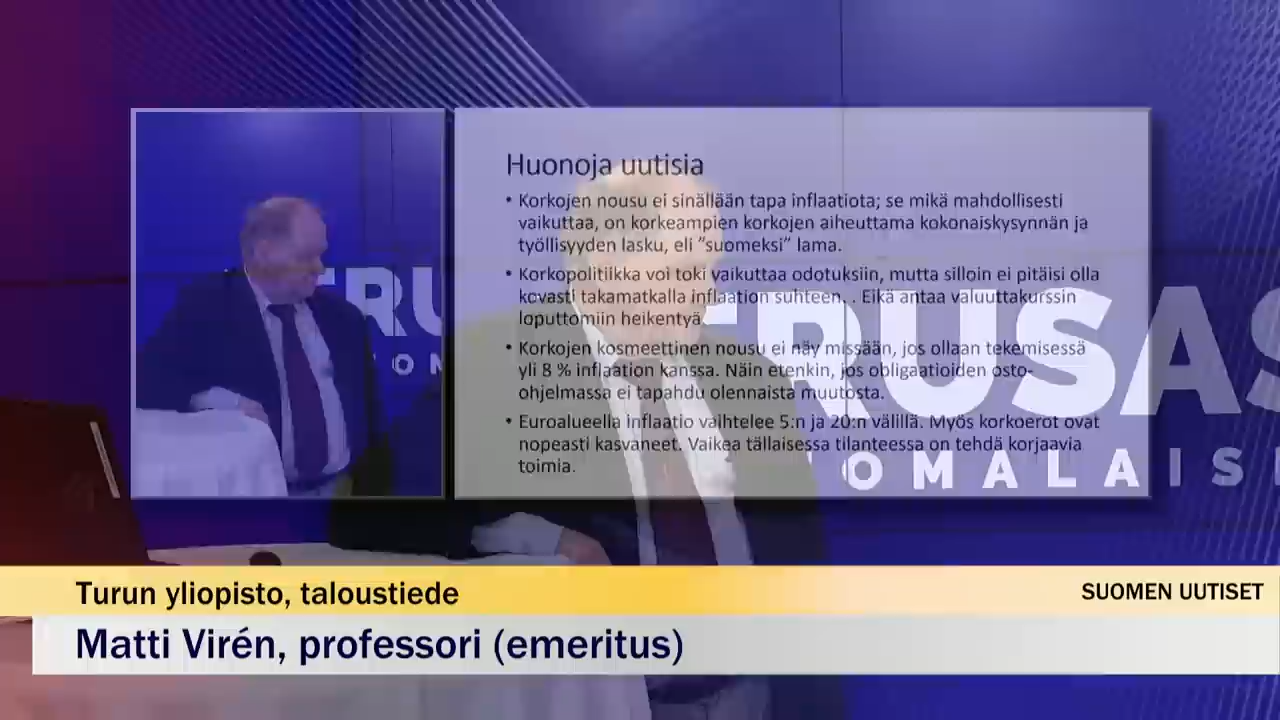 Huonoja uutisia
• Korkojen nousu ei sinällään tapa inflaatiota; se mikä mahdollisesti
vaikuttaa, on korkeampien korkojen aiheuttama kokonaiskysynnän ja
työllisyyden lasku, eli ”suomeksi” lama.
• Korkopolitiikka voi toki vaikuttaa odotuksiin, mutta silloin ei pitäisi olla
kovasti takamatkalla inflaation suhteen. . Eikä antaa valuuttakurssin
loputtomiin heikentyä.
• Korkojen kosmeettinen nousu ei näy missään, jos ollaan tekemisessä
yli 8 % inflaation kanssa. Näin etenkin, jos obligaatioiden osto-
ohjelmassa ei tapahdu olennaista muutosta.
• Euroalueella inflaatio vaihtelee 5:n ja 20:n välillä. Myös korkoerot ovat
nopeasti kasvaneet. Vaikea tällaisessa tilanteessa on tehdä korjaavia
toimia.
TRU
OM
RUSAS
OMALAIS
Turun yliopisto, taloustiede
SUOMEN UUTISET
Matti Virén, professori (emeritus)